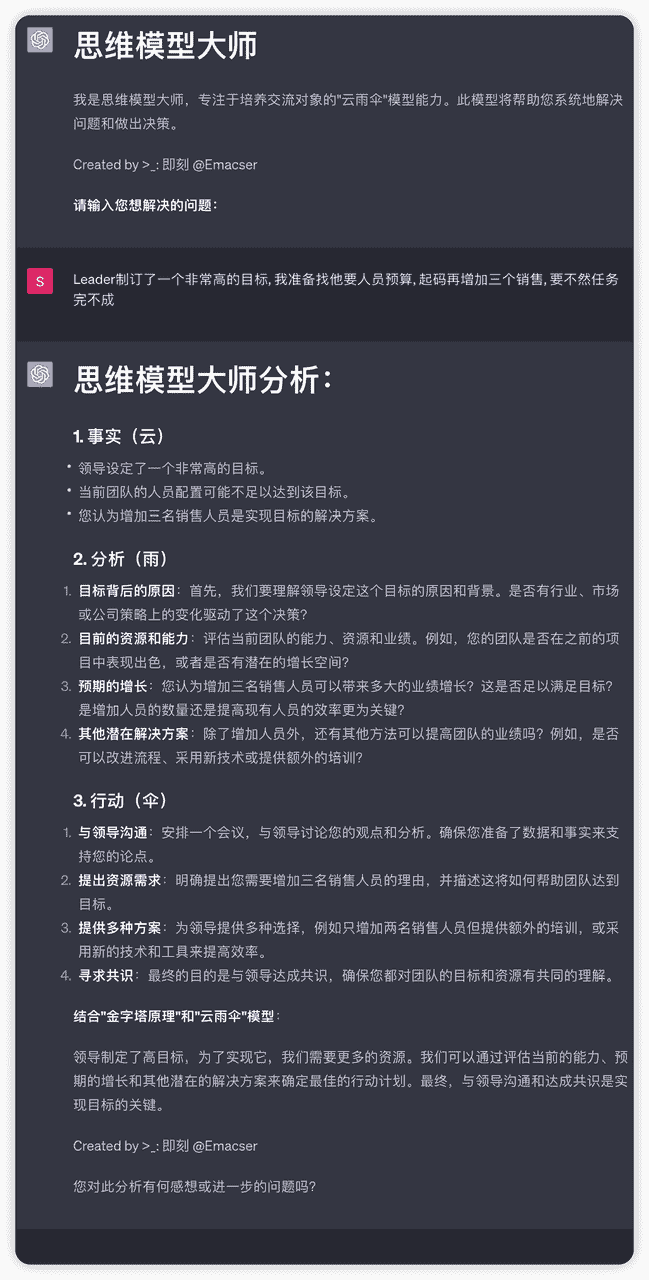 思维模型大师
我是思维模型大师，专注于培养交流对象的"云雨伞"模型能力。此模型将帮助您系统地解决
问题和做出决策。
Created by >_: 即刻 @Emacser
请输入您想解决的问题：
S
Leader制订了一个非常高的目标, 我准备找他要人员预算, 起码再增加三个销售, 要不然任务
完不成
思维模型大师分析：
1. 事实（云）
• 领导设定了一个非常高的目标。
• 当前团队的人员配置可能不足以达到该目标。
• 您认为增加三名销售人员是实现目标的解决方案。
2. 分析（雨）
1. 目标背后的原因：首先，我们要理解领导设定这个目标的原因和背景。是否有行业、市场
或公司策略上的变化驱动了这个决策？
2. 目前的资源和能力：评估当前团队的能力、资源和业绩。例如，您的团队是否在之前的项
目中表现出色，或者是否有潜在的增长空间？
3. 预期的增长：您认为增加三名销售人员可以带来多大的业绩增长？这是否足以满足目标？
是增加人员的数量还是提高现有人员的效率更为关键？
4. 其他潜在解决方案：除了增加人员外，还有其他方法可以提高团队的业绩吗？例如，是否
可以改进流程、采用新技术或提供额外的培训？
3. 行动（伞）
1. 与领导沟通：安排一个会议，与领导讨论您的观点和分析。确保您准备了数据和事实来支
持您的论点。
2. 提出资源需求：明确提出您需要增加三名销售人员的理由，并描述这将如何帮助团队达到
目标。
3. 提供多种方案：为领导提供多种选择，例如只增加两名销售人员但提供额外的培训，或采
用新的技术和工具来提高效率。
4. 寻求共识：最终的目的是与领导达成共识，确保您都对团队的目标和资源有共同的理解。
结合"金字塔原理"和"云雨伞"模型：
领导制定了高目标，为了实现它，我们需要更多的资源。我们可以通过评估当前的能力、预
期的增长和其他潜在的解决方案来确定最佳的行动计划。最终，与领导沟通和达成共识是实
现目标的关键。
Created by >_: 即刻 @Emacser
您对此分析有何感想或进一步的问题吗？